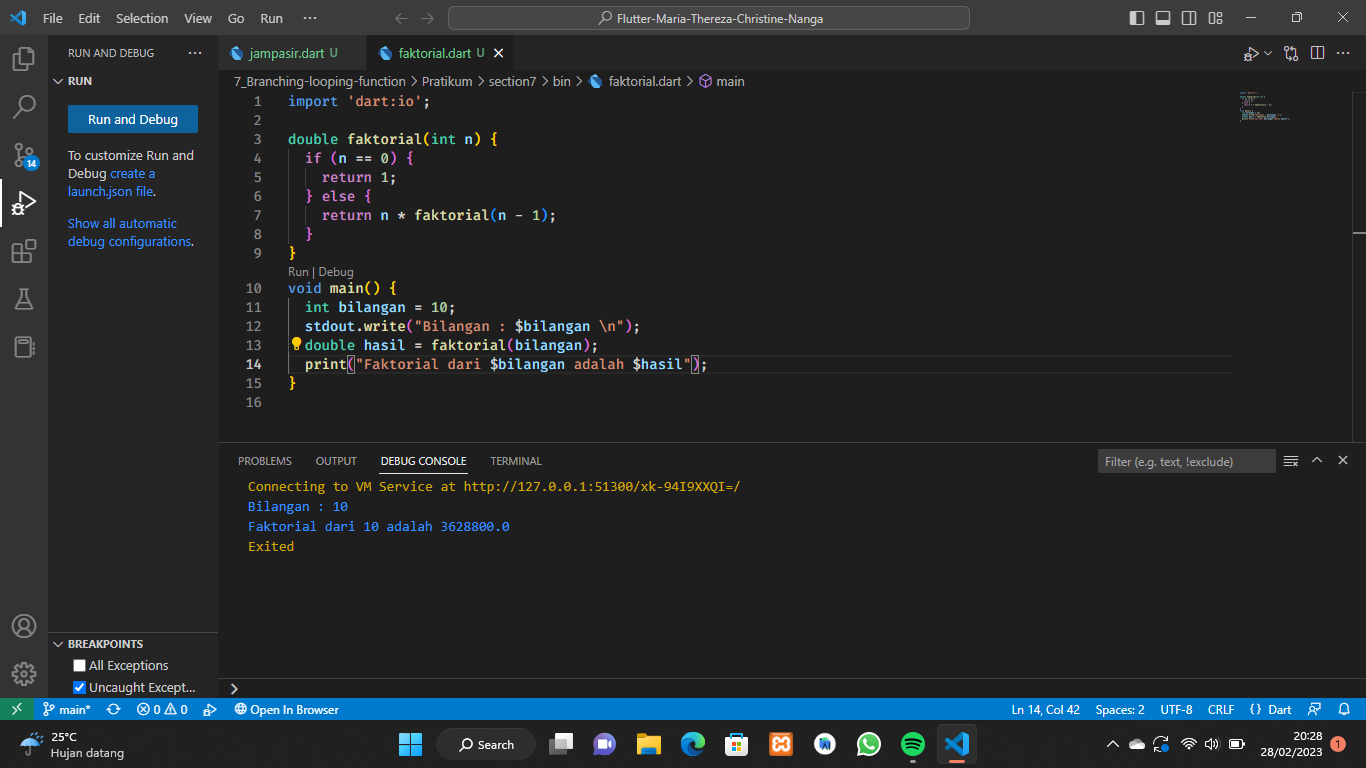 File Edit Selection View Go Run ···
Flutter-Maria-Thereza-Christine-Nanga
RUN AND DEBUG ···
RUN
Run and Debug
To customize Run and
Debug create a
launch.json file.
Show all automatic
debug configurations.
14
BREAKPOINTS
All Exceptions
Uncaught Except...
jampasir.dart U
faktorial.dart U
7_Branching-looping-function > Pratikum > section7 > bin > faktorial.dart > main
1 import 'dart:io';
2
3 double faktorial(int n) {
4 if (n == 0) {
5 return 1;
6 } else {
7 return n * faktorial(n - 1);
8 }
9 }
Run | Debug
10 void main() {
11 int bilangan = 10;
12 stdout.write("Bilangan : $bilangan \n");
13 double hasil = faktorial(bilangan);
14 print("Faktorial dari $bilangan adalah $hasil");
15 }
16
PROBLEMS OUTPUT DEBUG CONSOLE TERMINAL
Filter (e.g. text, !exclude)
Connecting to VM Service at http://127.0.0.1:51300/xk-94I9XXQI=/
Bilangan : 10
Faktorial dari 10 adalah 3628800.0
Exited
main* 0 0 Open In Browser
Ln 14, Col 42 Spaces: 2 UTF-8 CRLF {} Dart
25°C
Hujan datang
Search
20:28
28/02/2023
1